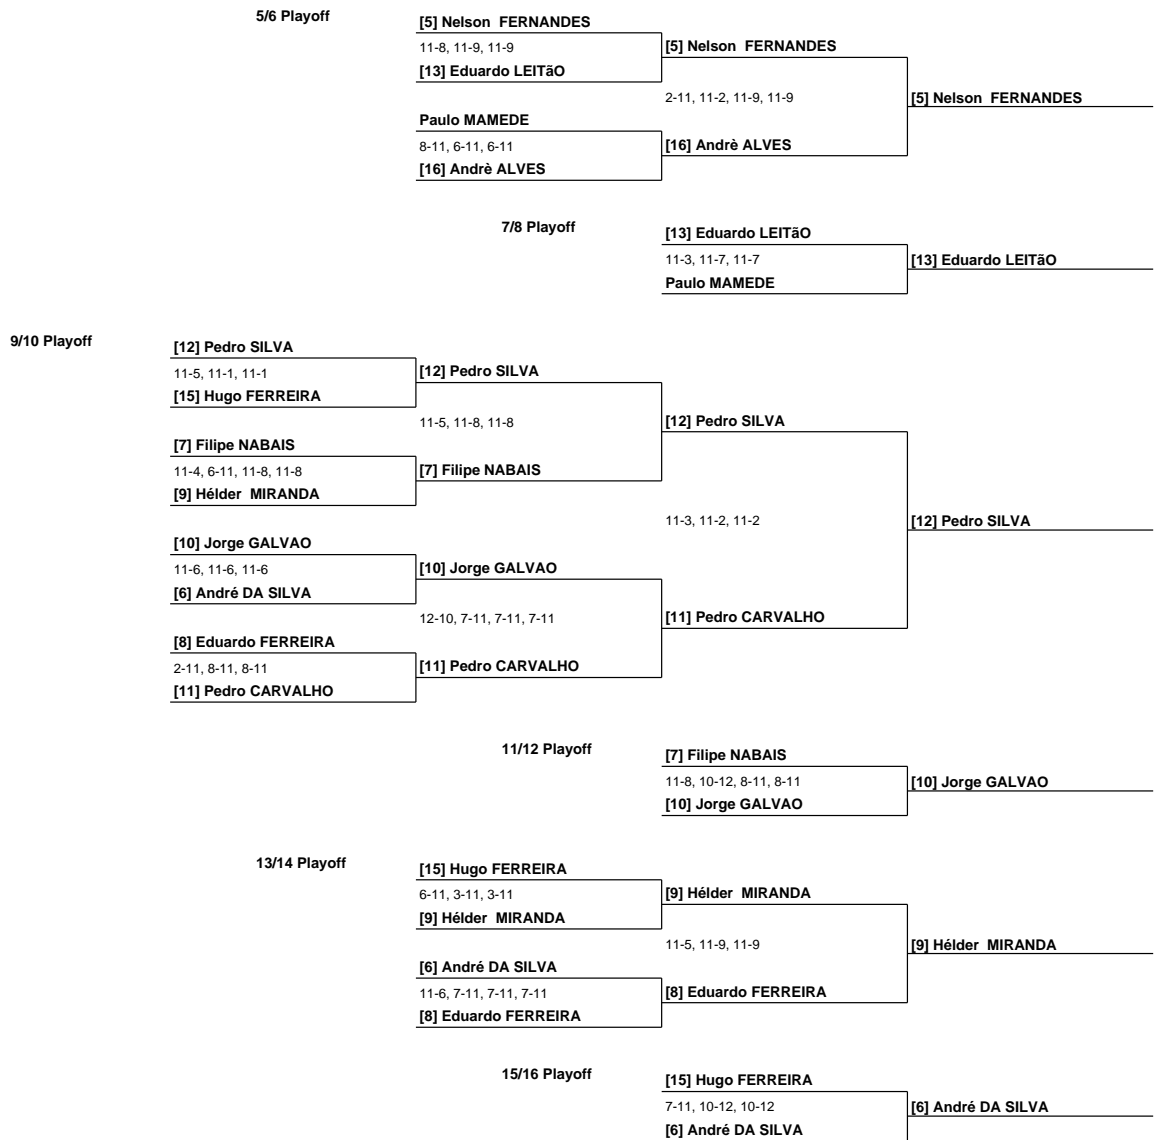 5/6 Playoff
[5] Nelson  FERNANDES
11-8, 11-9, 11-9
[5] Nelson  FERNANDES
[13] Eduardo LEITãO
2-11, 11-2, 11-9, 11-9
[5] Nelson  FERNANDES
Paulo MAMEDE
8-11, 6-11, 6-11
[16] Andrè ALVES
[16] Andrè ALVES
7/8 Playoff
[13] Eduardo LEITãO
11-3, 11-7, 11-7
[13] Eduardo LEITãO
Paulo MAMEDE
9/10 Playoff
[12] Pedro SILVA
11-5, 11-1, 11-1
[12] Pedro SILVA
[15] Hugo FERREIRA
11-5, 11-8, 11-8
[12] Pedro SILVA
[7] Filipe NABAIS
11-4, 6-11, 11-8, 11-8
[7] Filipe NABAIS
[9] Hélder  MIRANDA
11-3, 11-2, 11-2
[12] Pedro SILVA
[10] Jorge GALVAO
11-6, 11-6, 11-6
[10] Jorge GALVAO
[6] André DA SILVA
12-10, 7-11, 7-11, 7-11
[11] Pedro CARVALHO
[8] Eduardo FERREIRA
2-11, 8-11, 8-11
[11] Pedro CARVALHO
[11] Pedro CARVALHO
11/12 Playoff
[7] Filipe NABAIS
11-8, 10-12, 8-11, 8-11
[10] Jorge GALVAO
[10] Jorge GALVAO
13/14 Playoff
[15] Hugo FERREIRA
6-11, 3-11, 3-11
[9] Hélder  MIRANDA
[9] Hélder  MIRANDA
11-5, 11-9, 11-9
[9] Hélder  MIRANDA
[6] André DA SILVA
11-6, 7-11, 7-11, 7-11
[8] Eduardo FERREIRA
[8] Eduardo FERREIRA
15/16 Playoff
[15] Hugo FERREIRA
7-11, 10-12, 10-12
[6] André DA SILVA
[6] André DA SILVA